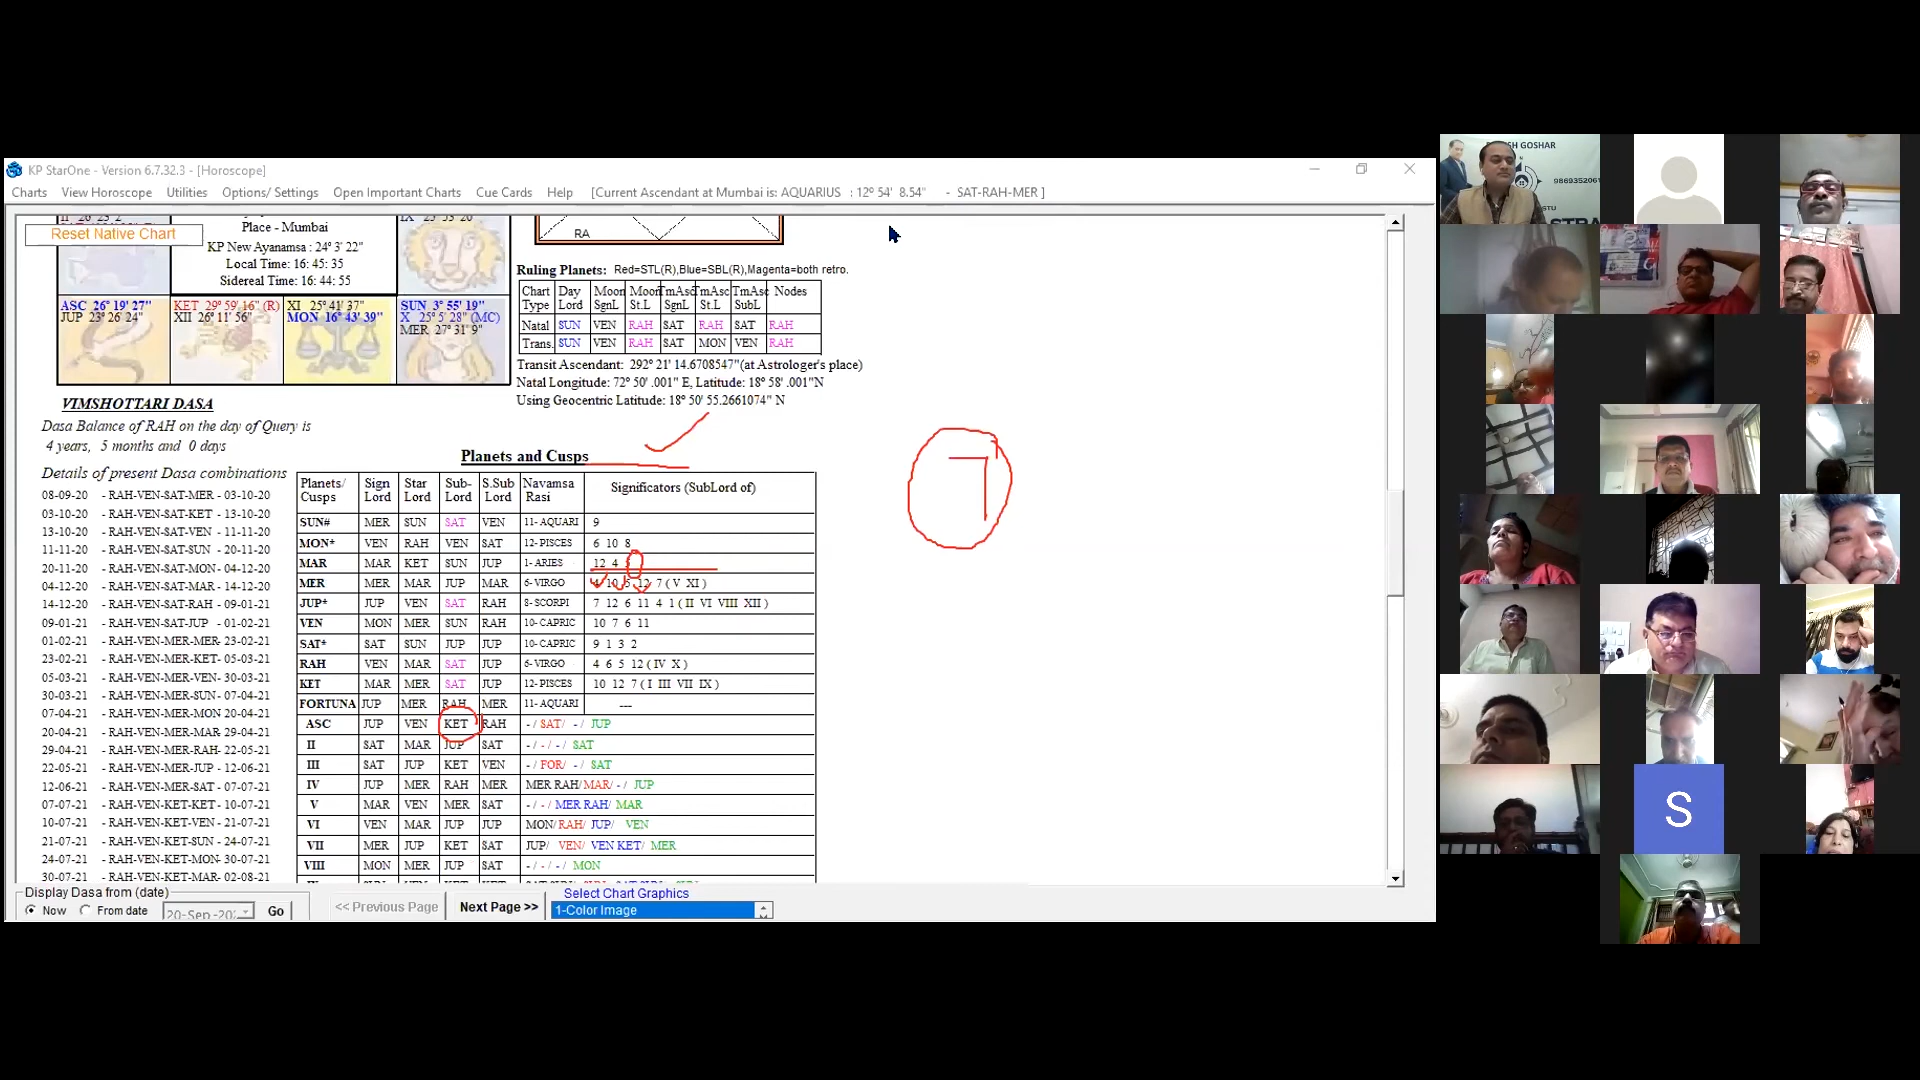 KP StarOne - Version 6.7.32.3 - [Horoscope]
Charts View Horoscope Utilities Options/ Settings Open Important Charts Cue Cards Help [Current Ascendant at Mumbai is: AQUARIUS : 12º 54' 8.54" - SAT-RAH-MER ]
Reset Native Chart
Place - Mumbai
KP New Ayanamsa : 24º 3' 22"
Local Time: 16: 45: 35
Sidereal Time: 16: 44: 55
ASC 26º 19' 27"
JUP 23º 26' 24"
KET 29º 59' 16" (R)
XII 26º 11' 56"
XI 25º 41' 37"
MON 16º 43' 39"
SUN 3º 55' 19"
X 25º 5' 28" (MC)
MER 27º 31' 9"
RA
Ruling Planets: Red=STL(R),Blue=SBL(R),Magenta=both retro.
Chart Type Day Lord Moon SgnL Moon St.L TmAsc SgnL TmAsc St.L TmAsc SubL Nodes
Natal SUN VEN RAH SAT RAH SAT RAH
Trans. SUN VEN RAH SAT MON VEN RAH
Transit Ascendant: 292º 21' 14.6708547"(at Astrologer's place)
Natal Longitude: 72º 50' .001" E, Latitude: 18º 58' .001"N
Using Geocentric Latitude: 18º 50' 55.2661074" N
VIMSHOTTARI DASA
Dasa Balance of RAH on the day of Query is
4 years, 5 months and 0 days
Details of present Dasa combinations
08-09-20 - RAH-VEN-SAT-MER - 03-10-20
03-10-20 - RAH-VEN-SAT-KET - 13-10-20
13-10-20 - RAH-VEN-SAT-VEN - 11-11-20
11-11-20 - RAH-VEN-SAT-SUN - 20-11-20
20-11-20 - RAH-VEN-SAT-MON- 04-12-20
04-12-20 - RAH-VEN-SAT-MAR - 14-12-20
14-12-20 - RAH-VEN-SAT-RAH - 09-01-21
09-01-21 - RAH-VEN-SAT-JUP - 01-02-21
01-02-21 - RAH-VEN-MER-MER- 23-02-21
23-02-21 - RAH-VEN-MER-KET- 05-03-21
05-03-21 - RAH-VEN-MER-VEN- 30-03-21
30-03-21 - RAH-VEN-MER-SUN - 07-04-21
07-04-21 - RAH-VEN-MER-MON 20-04-21
20-04-21 - RAH-VEN-MER-MAR- 29-04-21
29-04-21 - RAH-VEN-MER-RAH- 22-05-21
22-05-21 - RAH-VEN-MER-JUP - 12-06-21
12-06-21 - RAH-VEN-MER-SAT - 07-07-21
07-07-21 - RAH-VEN-KET-KET - 10-07-21
10-07-21 - RAH-VEN-KET-VEN - 21-07-21
21-07-21 - RAH-VEN-KET-SUN - 24-07-21
24-07-21 - RAH-VEN-KET-MON- 30-07-21
30-07-21 - RAH-VEN-KET-MAR- 02-08-21
Planets and Cusps
Planets/ Cusps Sign Lord Star Lord Sub- Lord S.Sub Lord Navamsa Rasi Significators (SubLord of)
SUN# MER SUN SAT VEN 11- AQUARI 9
MON* VEN RAH VEN SAT 12- PISCES 6 10 8
MAR MAR KET SUN JUP 1- ARIES 12 4
MER MER MAR JUP MAR 6- VIRGO 4 10 5 12 7 ( V XI )
JUP* JUP VEN SAT RAH 8- SCORPI 7 12 6 11 4 1 ( II VI VIII XII )
VEN MON MER SUN RAH 10- CAPRIC 10 7 6 11
SAT* SAT SUN JUP JUP 10- CAPRIC 9 1 3 2
RAH VEN MAR SAT JUP 6- VIRGO 4 6 5 12 ( IV X )
KET MAR MER SAT JUP 12- PISCES 10 12 7 ( I III VII IX )
FORTUNA JUP MER RAH MER 11- AQUARI ---
ASC JUP VEN KET RAH - / SAT/ - / JUP
II SAT MAR JUP SAT - / - / - / SAT
III SAT JUP KET VEN - / FOR/ - / SAT
IV JUP MER RAH MER MER RAH/ MAR/ - / JUP
V MAR VEN MER SAT - / - / MER RAH/ MAR
VI VEN MAR JUP JUP MON/ RAH/ JUP/ VEN
VII MER JUP KET SAT JUP/ VEN/ VEN KET/ MER
VIII MON MER JUP SAT - / - / - / MON
7
Display Dasa from (date)
Now From date Go
<< Previous Page Next Page >>
Select Chart Graphics
1-Color Image
GOSHAR
S